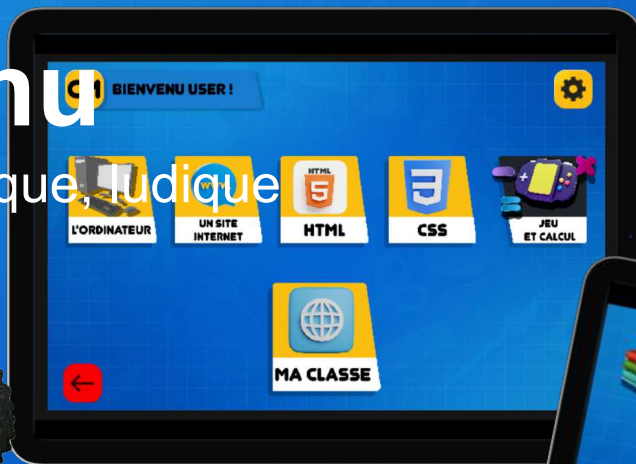 nu
BIENVENU USER !
que, ludique
www
HTML
5
3
L'ORDINATEUR
UN SITE
INTERNET
HTML
CSS
JEU
ET CALCUL
MA CLASSE